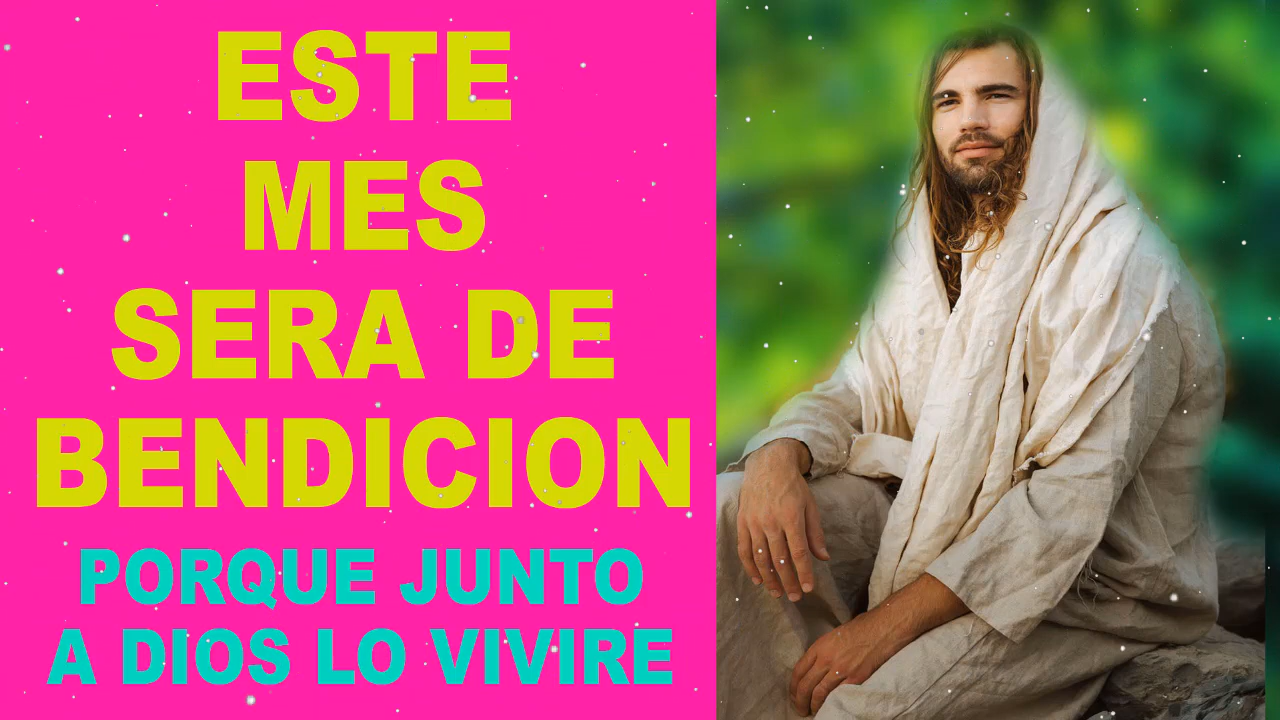 ESTE
MES
SERA DE
BENDICION
PORQUE JUNTO
A DIOS LO VIVIRE